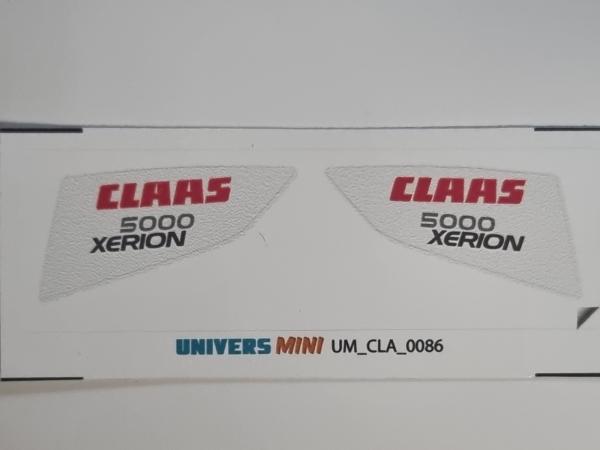 CLAAS
5000
XERION
CLAAS
5000
XERION
UNIVERS MINI UM_CLA_0086